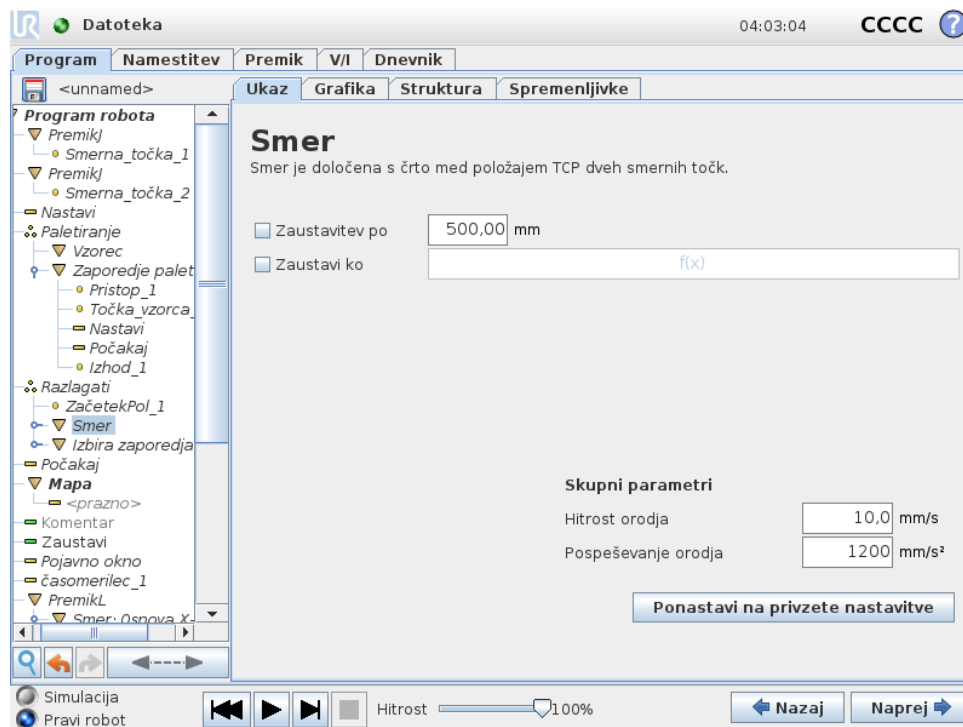 UR Datoteka 04:03:04 CCCC ?
Program Namestitev Premik V/I Dnevnik
<unnamed>
Ukaz Grafika Struktura Spremenljivke
Program robota
PremikJ
Smerna_točka_1
PremikJ
Smerna_točka_2
Nastavi
Paletiranje
Vzorec
Zaporedje palet
Pristop_1
Točka_vzorca_
Nastavi
Počakaj
Izhod_1
Razlagati
ZačetekPol_1
Smer
Izbira zaporedja
Počakaj
Mapa
<prazno>
Komentar
Zaustavi
Pojavno okno
časomerilec_1
PremikL
Smer: Osnova X-
Smer
Smer je določena s črto med položajem TCP dveh smernih točk.
Zaustavitev po 500,00 mm
Zaustavi ko f(x)
Skupni parametri
Hitrost orodja 10,0 mm/s
Pospeševanje orodja 1200 mm/s²
Ponastavi na privzete nastavitve
Simulacija
Pravi robot
Hitrost 100%
Nazaj Naprej